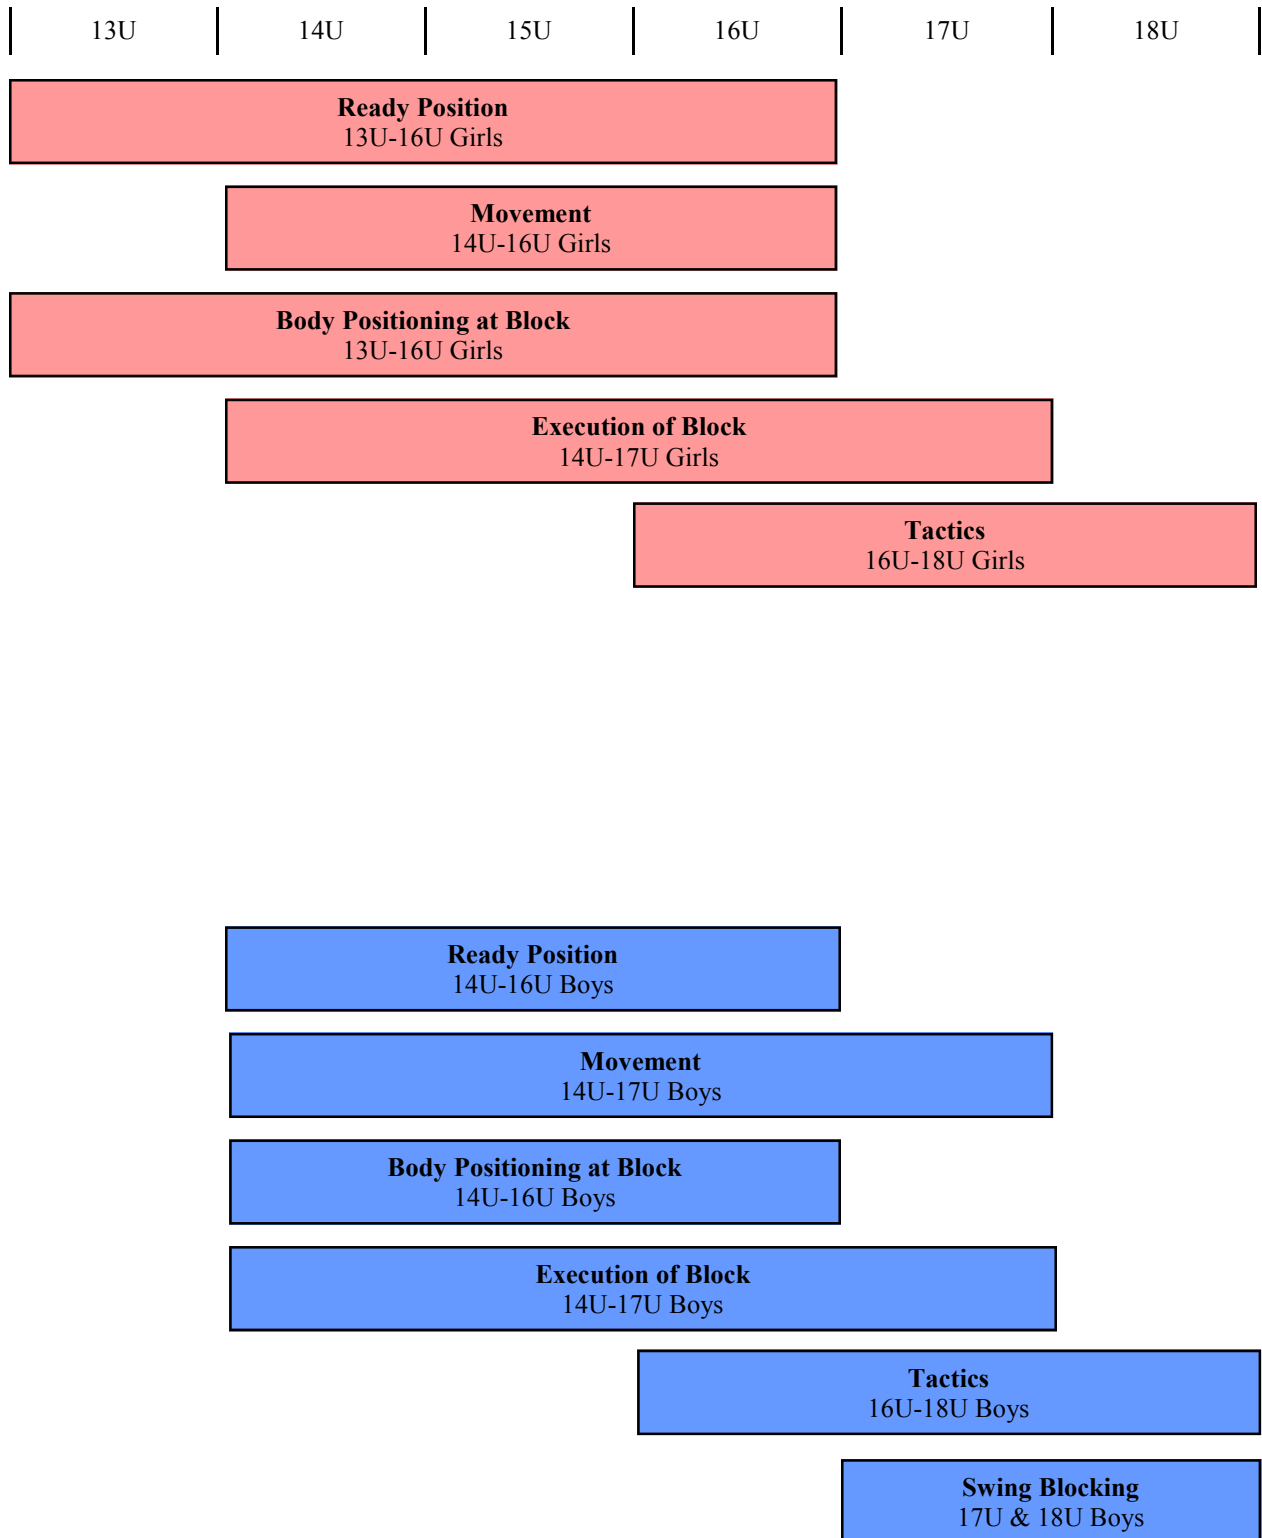 13U 14U 15U 16U 17U 18U
Ready Position
13U-16U Girls
Movement
14U-16U Girls
Body Positioning at Block
13U-16U Girls
Execution of Block
14U-17U Girls
Tactics
16U-18U Girls
Ready Position
14U-16U Boys
Movement
14U-17U Boys
Body Positioning at Block
14U-16U Boys
Execution of Block
14U-17U Boys
Tactics
16U-18U Boys
Swing Blocking
17U & 18U Boys